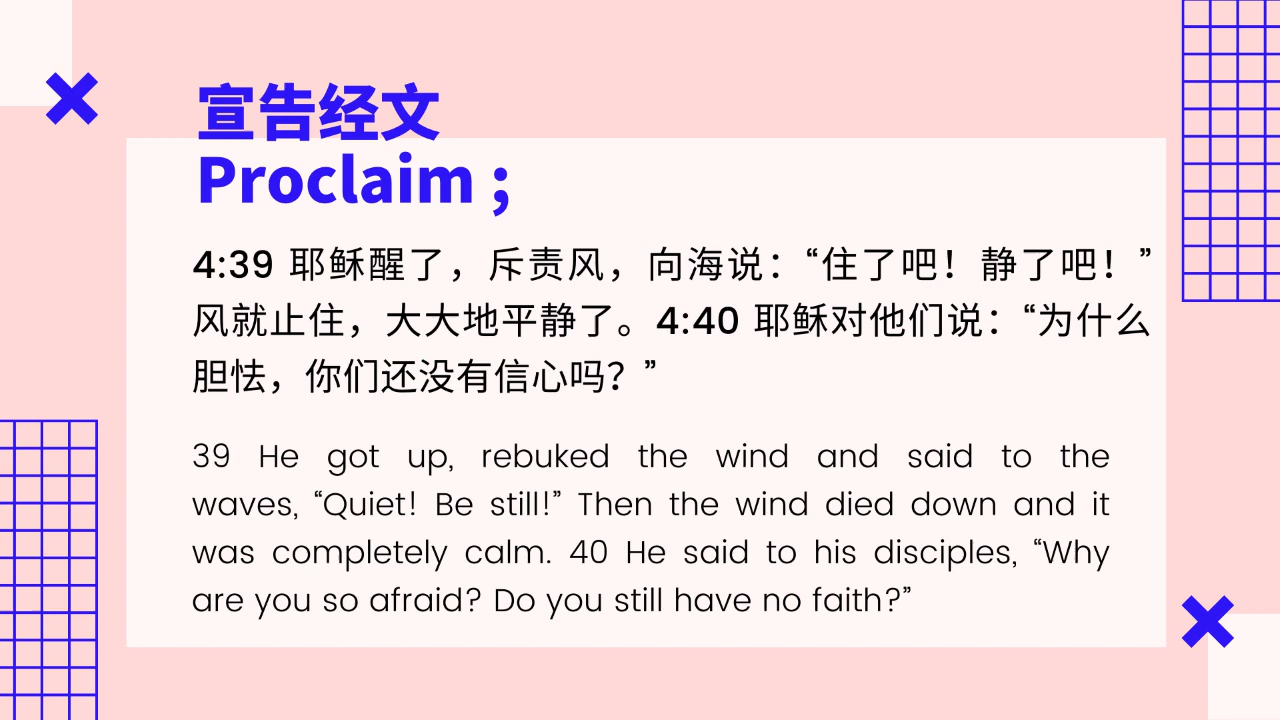 宣告经文
Proclaim ;
4:39 耶稣醒了，斥责风，向海说：“住了吧！静了吧！”
风就止住，大大地平静了。4:40 耶稣对他们说：“为什么
胆怯，你们还没有信心吗？”
39 He got up, rebuked the wind and said to the
waves, “Quiet! Be still!” Then the wind died down and it
was completely calm. 40 He said to his disciples, “Why
are you so afraid? Do you still have no faith?”